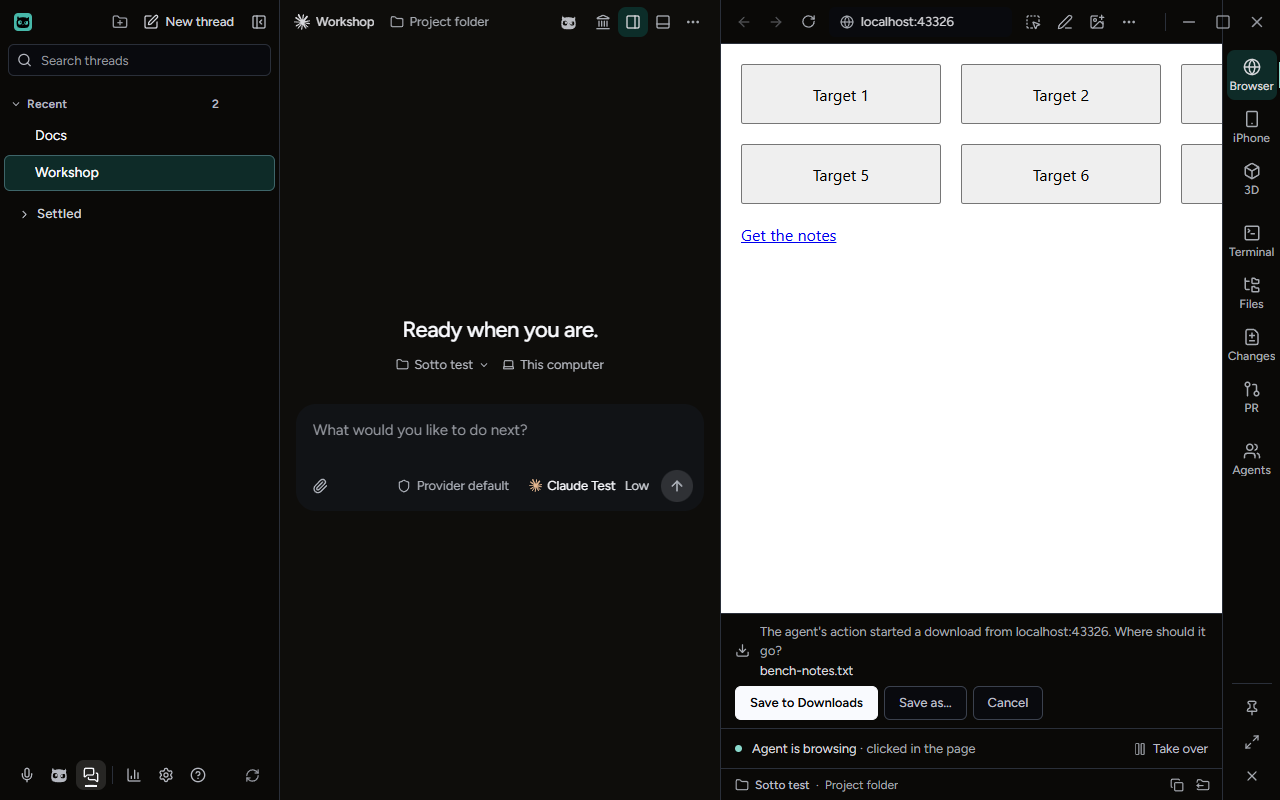 New thread
Search threads
Recent 2
Docs
Workshop
Settled
Workshop Project folder
Ready when you are.
Sotto test This computer
What would you like to do next?
Provider default Claude Test Low
localhost:43326
Target 1 Target 2
Target 5 Target 6
Get the notes
The agent's action started a download from localhost:43326. Where should it
go?
bench-notes.txt
Save to Downloads Save as... Cancel
Agent is browsing · clicked in the page Take over
Sotto test · Project folder
Browser
iPhone
3D
Terminal
Files
Changes
PR
Agents